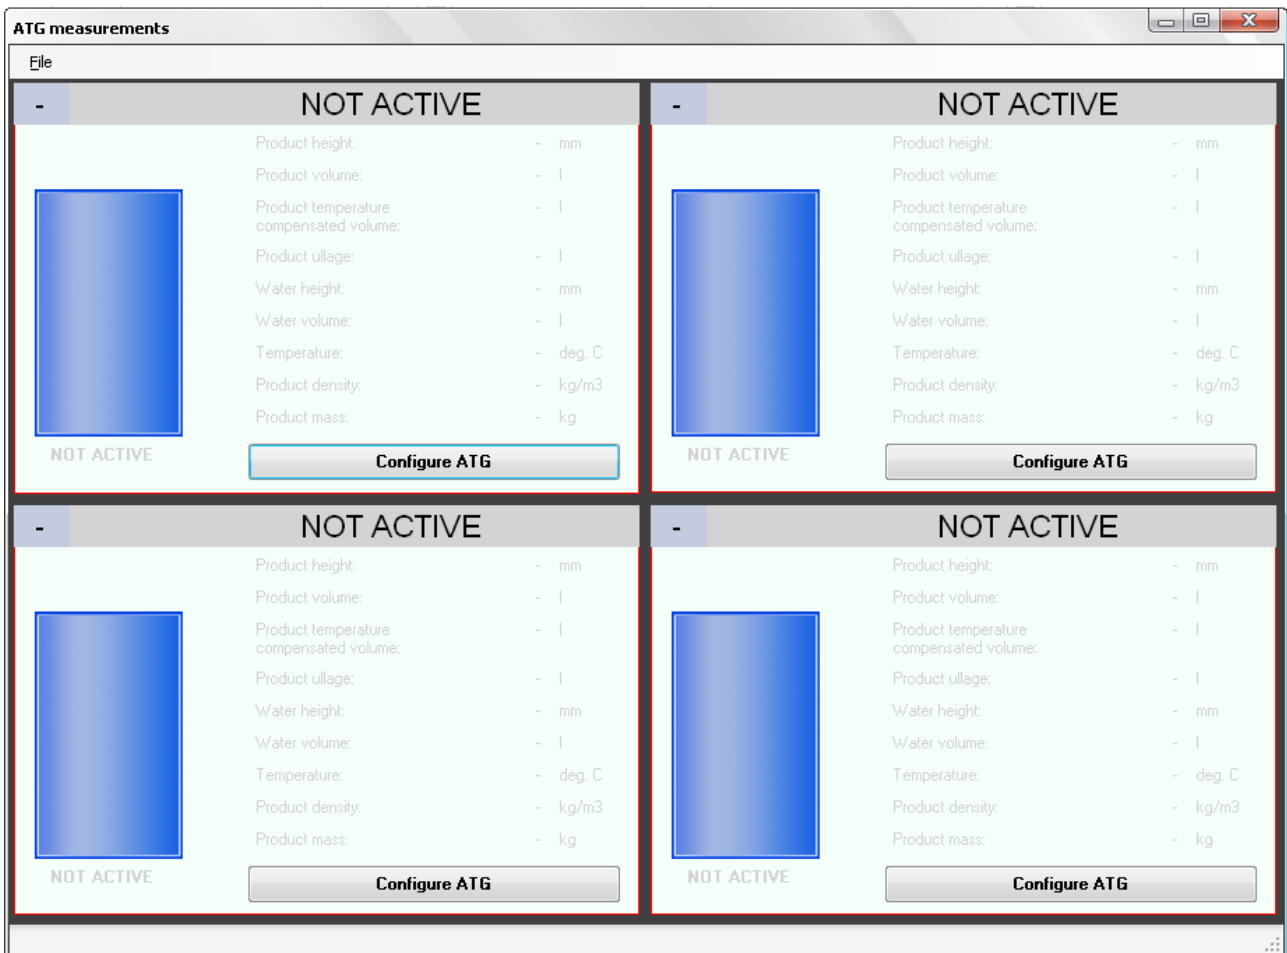 ATG measurements
File
- NOT ACTIVE
Product height: - mm
Product volume: - l
Product temperature
compensated volume: - l
Product ullage: - l
Water height: - mm
Water volume: - l
Temperature: - deg. C
Product density: - kg/m3
Product mass: - kg
NOT ACTIVE
Configure ATG
- NOT ACTIVE
Product height: - mm
Product volume: - l
Product temperature
compensated volume: - l
Product ullage: - l
Water height: - mm
Water volume: - l
Temperature: - deg. C
Product density: - kg/m3
Product mass: - kg
NOT ACTIVE
Configure ATG
- NOT ACTIVE
Product height: - mm
Product volume: - l
Product temperature
compensated volume: - l
Product ullage: - l
Water height: - mm
Water volume: - l
Temperature: - deg. C
Product density: - kg/m3
Product mass: - kg
NOT ACTIVE
Configure ATG
- NOT ACTIVE
Product height: - mm
Product volume: - l
Product temperature
compensated volume: - l
Product ullage: - l
Water height: - mm
Water volume: - l
Temperature: - deg. C
Product density: - kg/m3
Product mass: - kg
NOT ACTIVE
Configure ATG